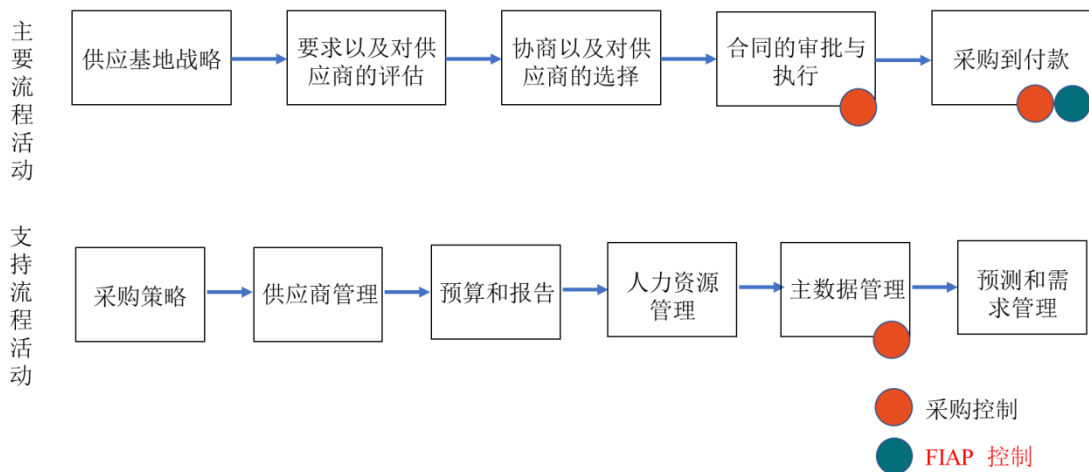 主要流程活动
供应基地战略
要求以及对供
应商的评估
协商以及对供
应商的选择
合同的审批与
执行
采购到付款
支持流程活动
采购策略
供应商管理
预算和报告
人力资源
管理
主数据管理
预测和需
求管理
采购控制
FIAP 控制